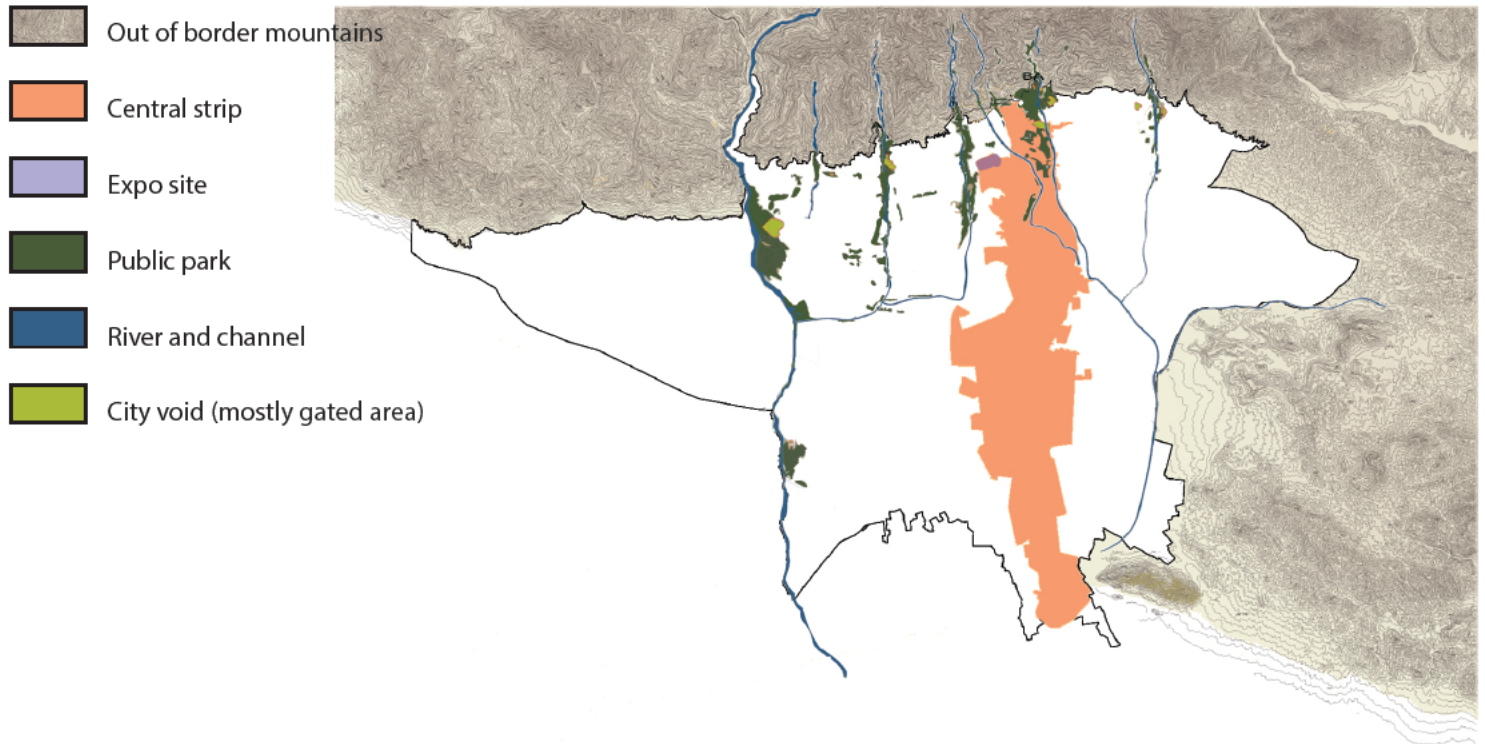 Out of border mountains
Central strip
Expo site
Public park
River and channel
City void (mostly gated area)